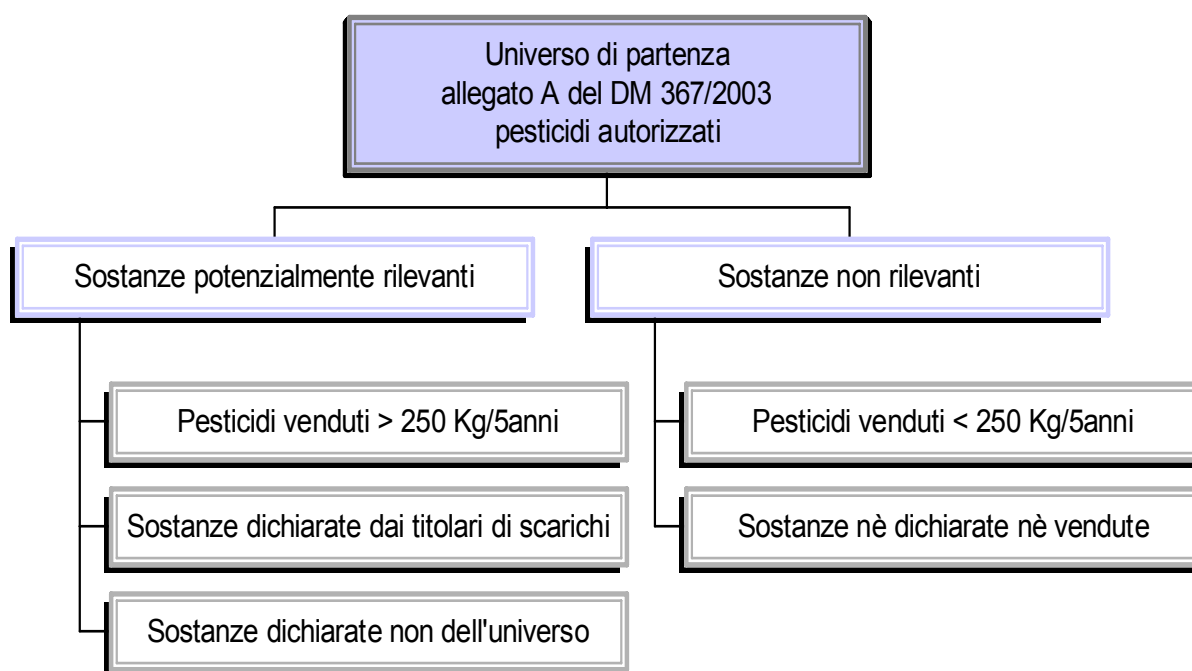 Universo di partenza
allegato A del DM 367/2003
pesticidi autorizzati
Sostanze potenzialmente rilevanti
Sostanze non rilevanti
Pesticidi venduti > 250 Kg/5anni
Pesticidi venduti < 250 Kg/5anni
Sostanze dichiarate dai titolari di scarichi
Sostanze nè dichiarate nè vendute
Sostanze dichiarate non dell'universo